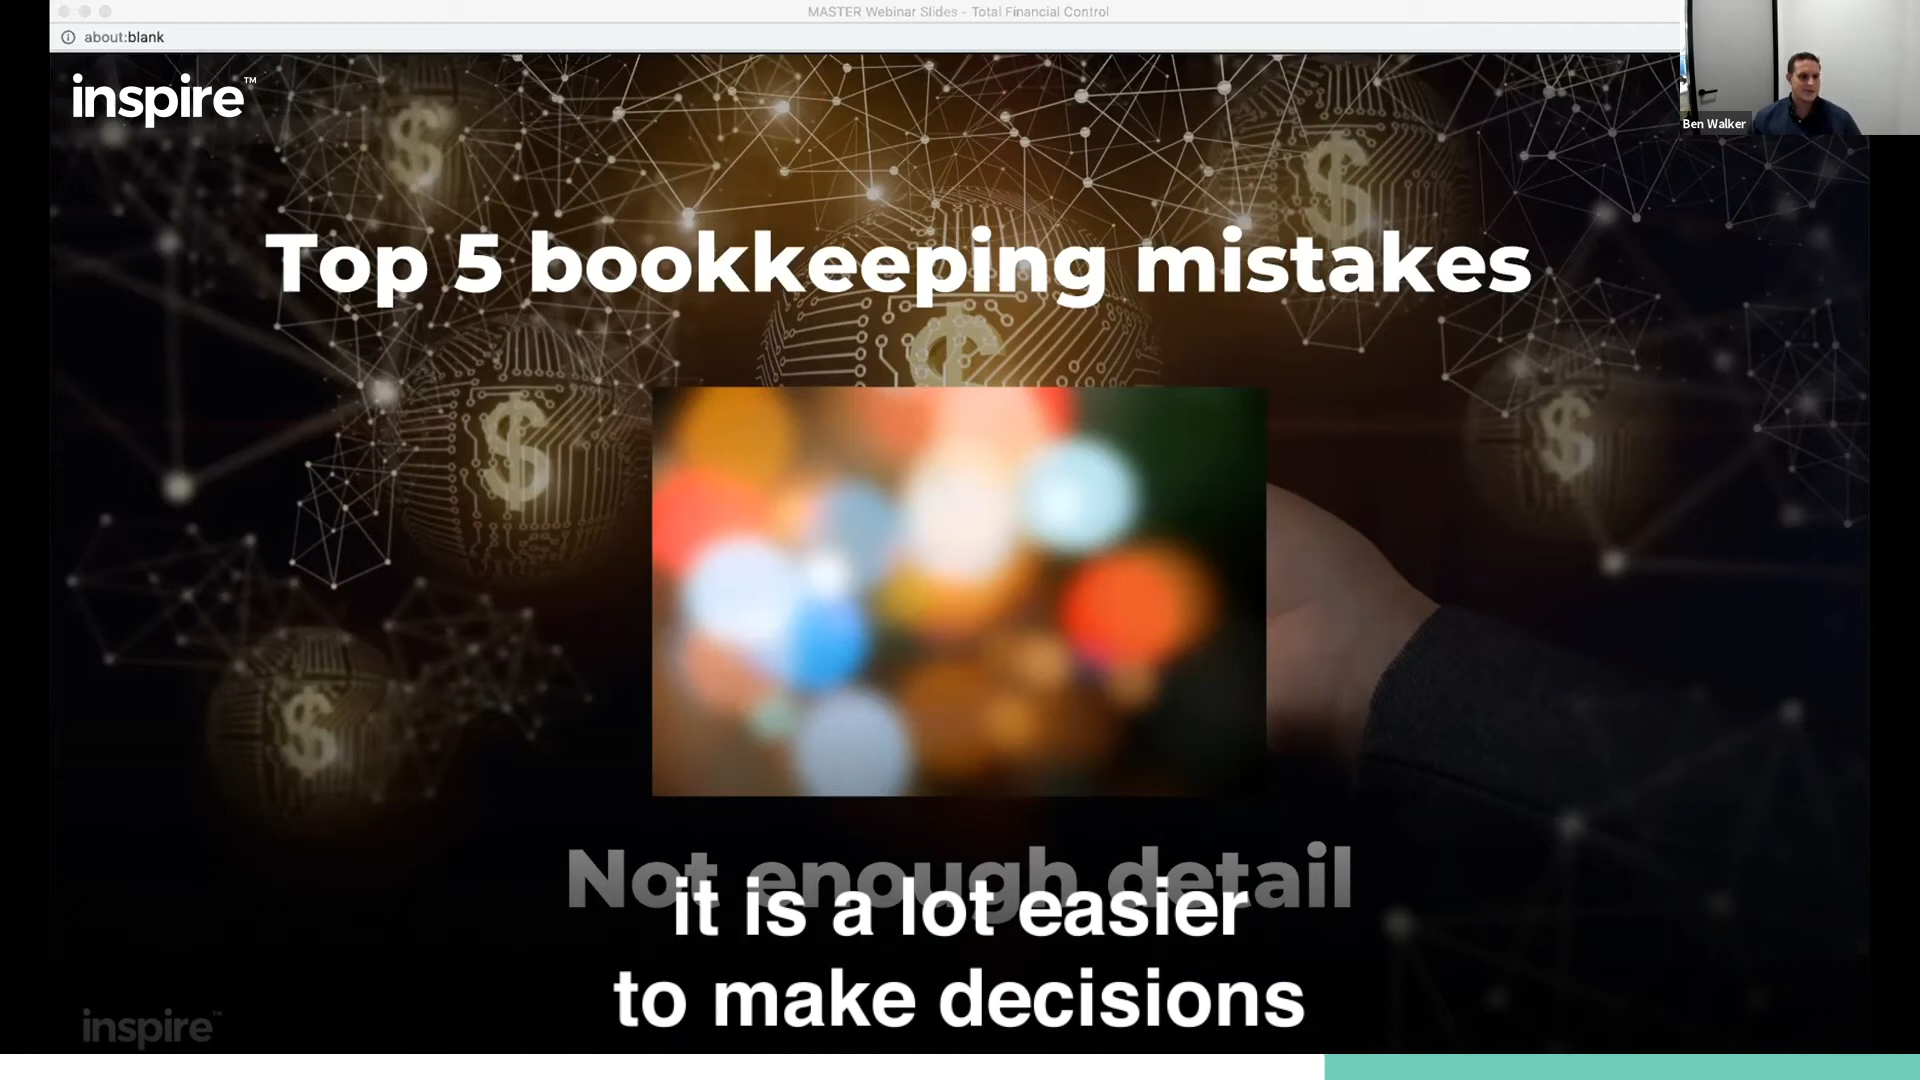 MASTER Webinar Slides - Total Financial Control
about:blank
inspire™
Ben Walker
Top 5 bookkeeping mistakes
Not enough detail
it is a lot easier
to make decisions
inspire™